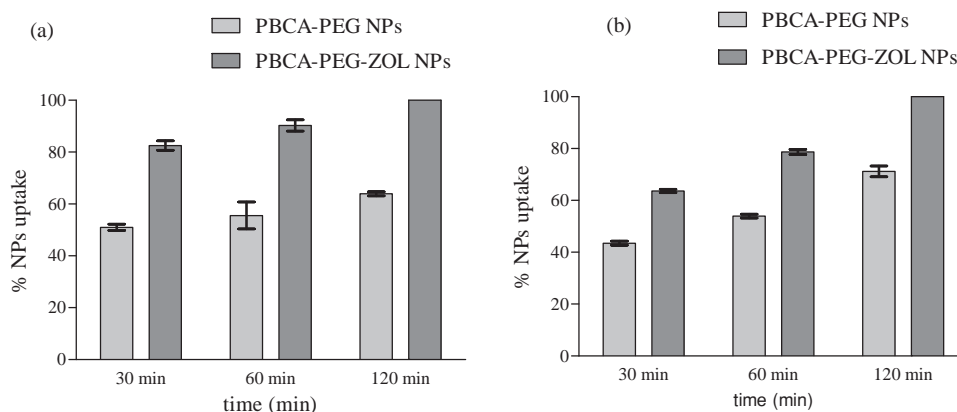 (a)
PBCA-PEG NPs
PBCA-PEG-ZOL NPs
% NPs uptake
100
80
60
40
20
0
30 min
60 min
120 min
time (min)
(b)
PBCA-PEG NPs
PBCA-PEG-ZOL NPs
% NPs uptake
100
80
60
40
20
0
30 min
60 min
120 min
time (min)